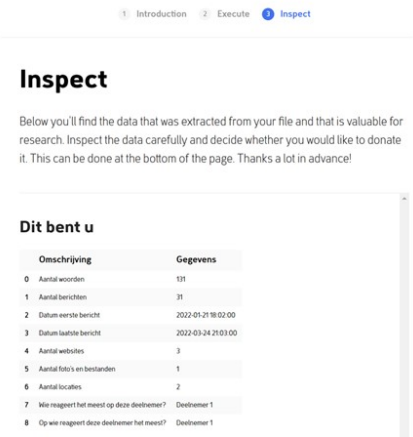 1 Introduction 2 Execute 3 Inspect
Inspect
Below you'll find the data that was extracted from your file and that is valuable for
research. Inspect the data carefully and decide whether you would like to donate
it. This can be done at the bottom of the page. Thanks a lot in advance!
Dit bent u
Omschrijving Gegevens
0 Aantal woorden 131
1 Aantal berichten 31
2 Datum eerste bericht 2022-01-21 18:02:00
3 Datum laatste bericht 2022-03-24 21:03:00
4 Aantal websites 3
5 Aantal foto's en bestanden 1
6 Aantal locaties 2
7 Wie reageert het meest op deze deelnemer? Deelnemer 1
8 Op wie reageert deze deelnemer het meest? Deelnemer 1